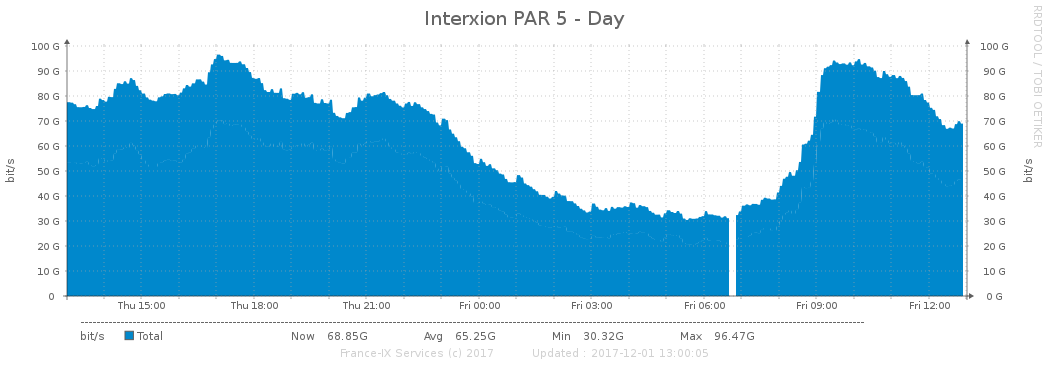 Interxion PAR 5 - Day
RRDTOOL / TOBI OETIKER
100 G 100 G
90 G 90 G
80 G 80 G
70 G 70 G
60 G 60 G
50 G 50 G
40 G 40 G
30 G 30 G
20 G 20 G
10 G 10 G
0 0 G
bit/s
bit/s
Thu 15:00 Thu 18:00 Thu 21:00 Fri 00:00 Fri 03:00 Fri 06:00 Fri 09:00 Fri 12:00
bit/s Total Now 68.85G Avg 65.25G Min 30.32G Max 96.47G
France-IX Services (c) 2017 Updated : 2017-12-01 13:00:05